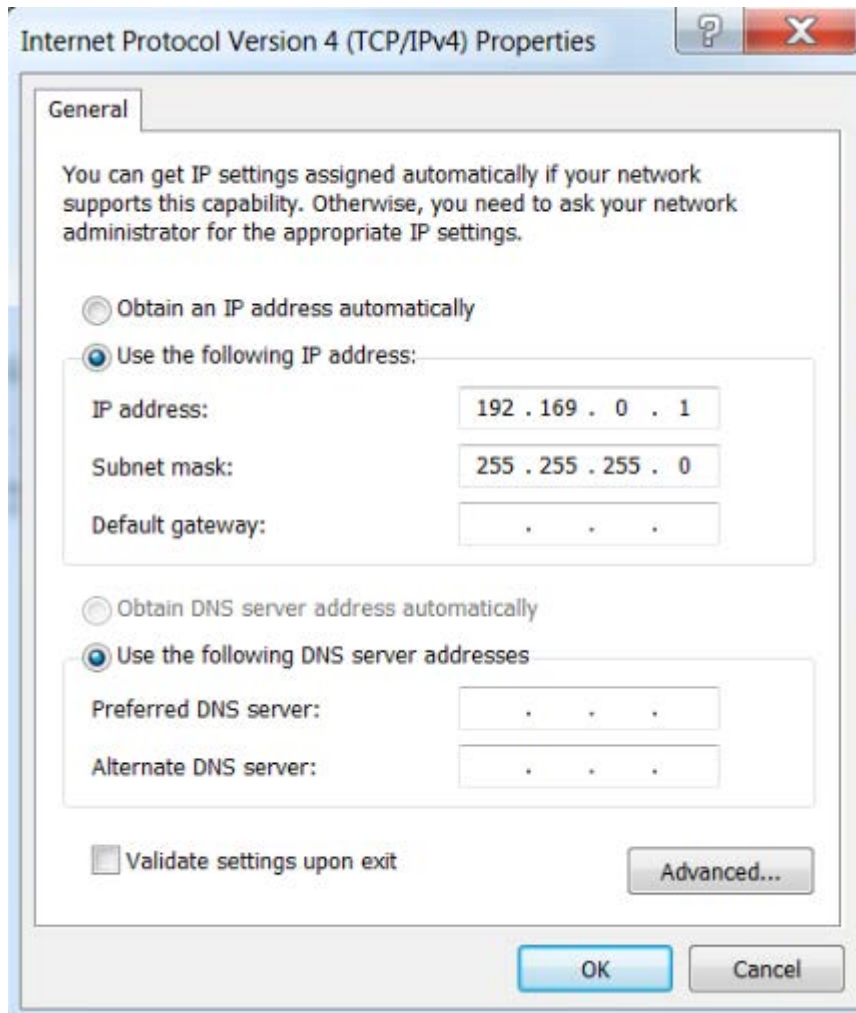 Internet Protocol Version 4 (TCP/IPv4) Properties
General
You can get IP settings assigned automatically if your network
supports this capability. Otherwise, you need to ask your network
administrator for the appropriate IP settings.
Obtain an IP address automatically
Use the following IP address:
IP address: 192 . 169 . 0 . 1
Subnet mask: 255 . 255 . 255 . 0
Default gateway: . . .
Obtain DNS server address automatically
Use the following DNS server addresses
Preferred DNS server: . . .
Alternate DNS server: . . .
Validate settings upon exit
Advanced...
OK Cancel